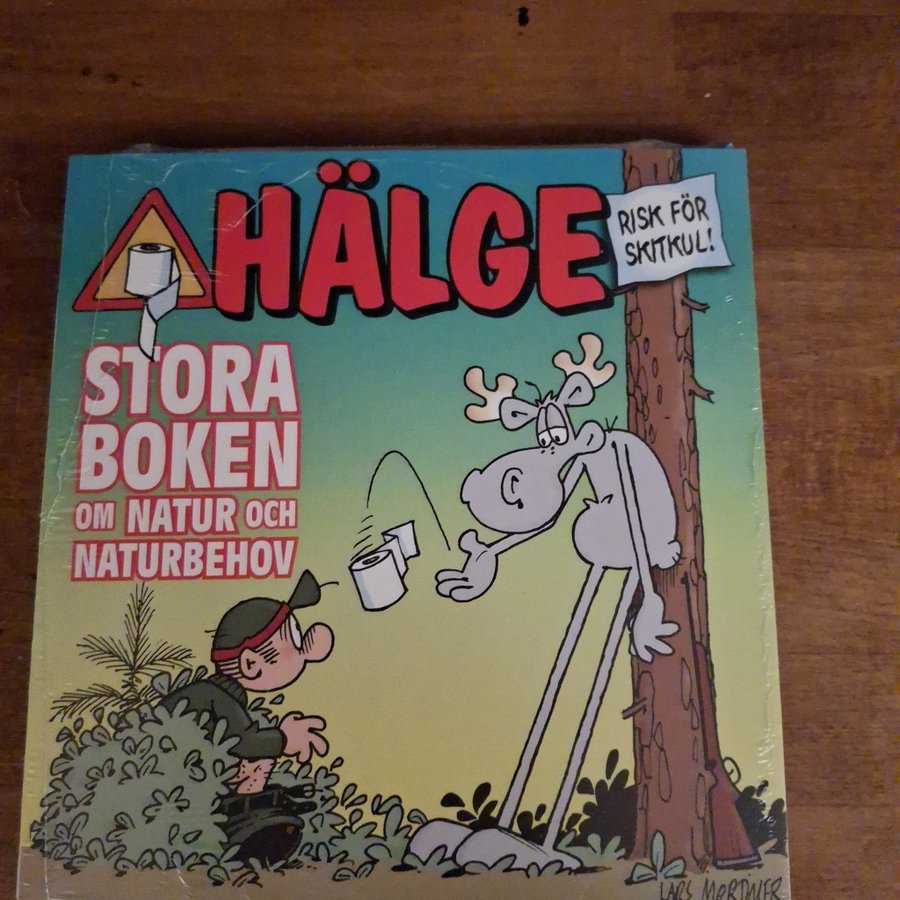 HÄLGE
RISK FÖR
SKITKUL!
STORA
BOKEN
OM NATUR OCH
NATURBEHOV
LARS MORTIMER